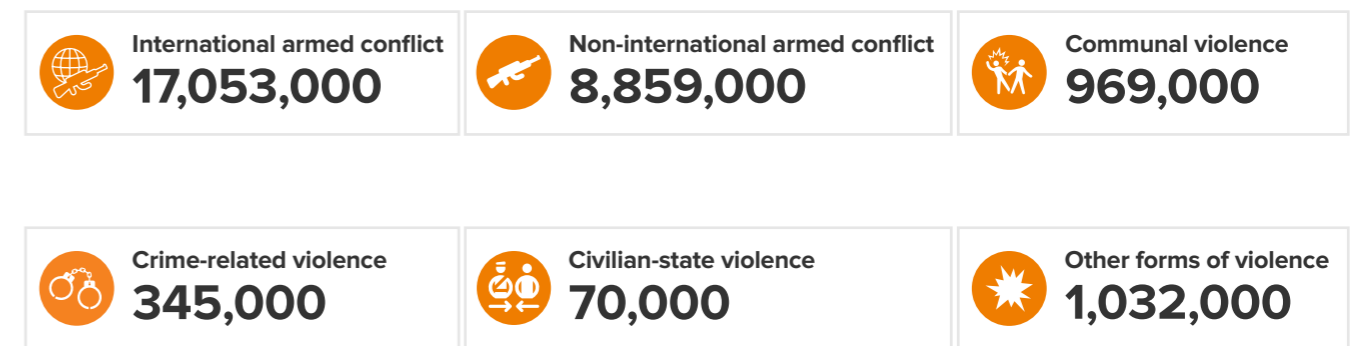 International armed conflict
17,053,000
Non-international armed conflict
8,859,000
Communal violence
969,000
Crime-related violence
345,000
Civilian-state violence
70,000
Other forms of violence
1,032,000